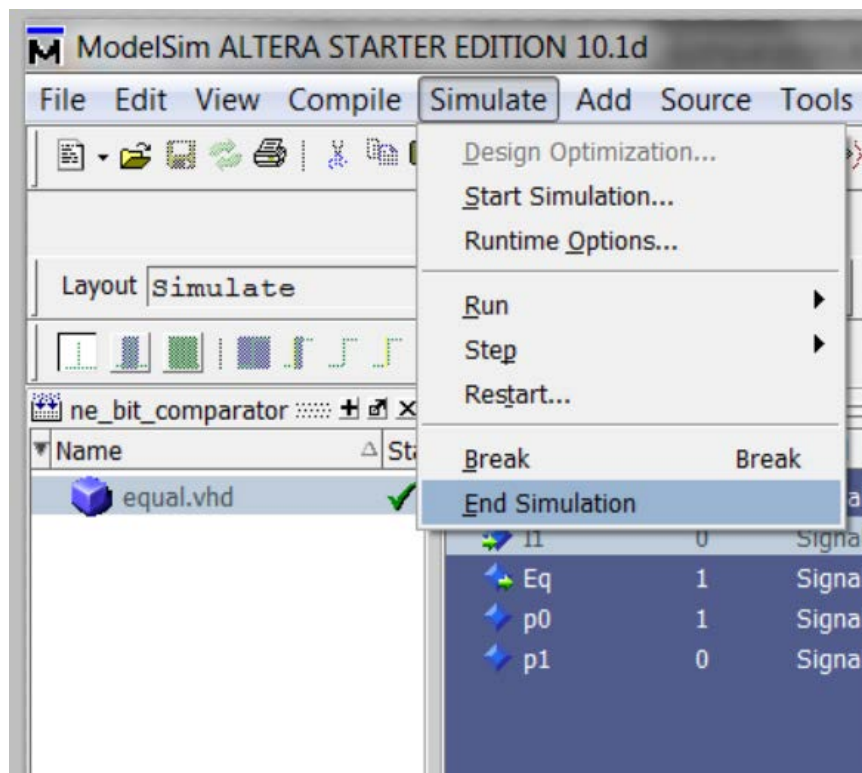 ModelSim ALTERA STARTER EDITION 10.1d
File Edit View Compile Simulate Add Source Tools
Design Optimization...
Start Simulation...
Runtime Options...
Layout Simulate
Run
Step
Restart...
ne_bit_comparator
Name Sta
Break Break
equal.vhd
End Simulation
I1 0 Signa
Eq 1 Signa
p0 1 Signa
p1 0 Signa